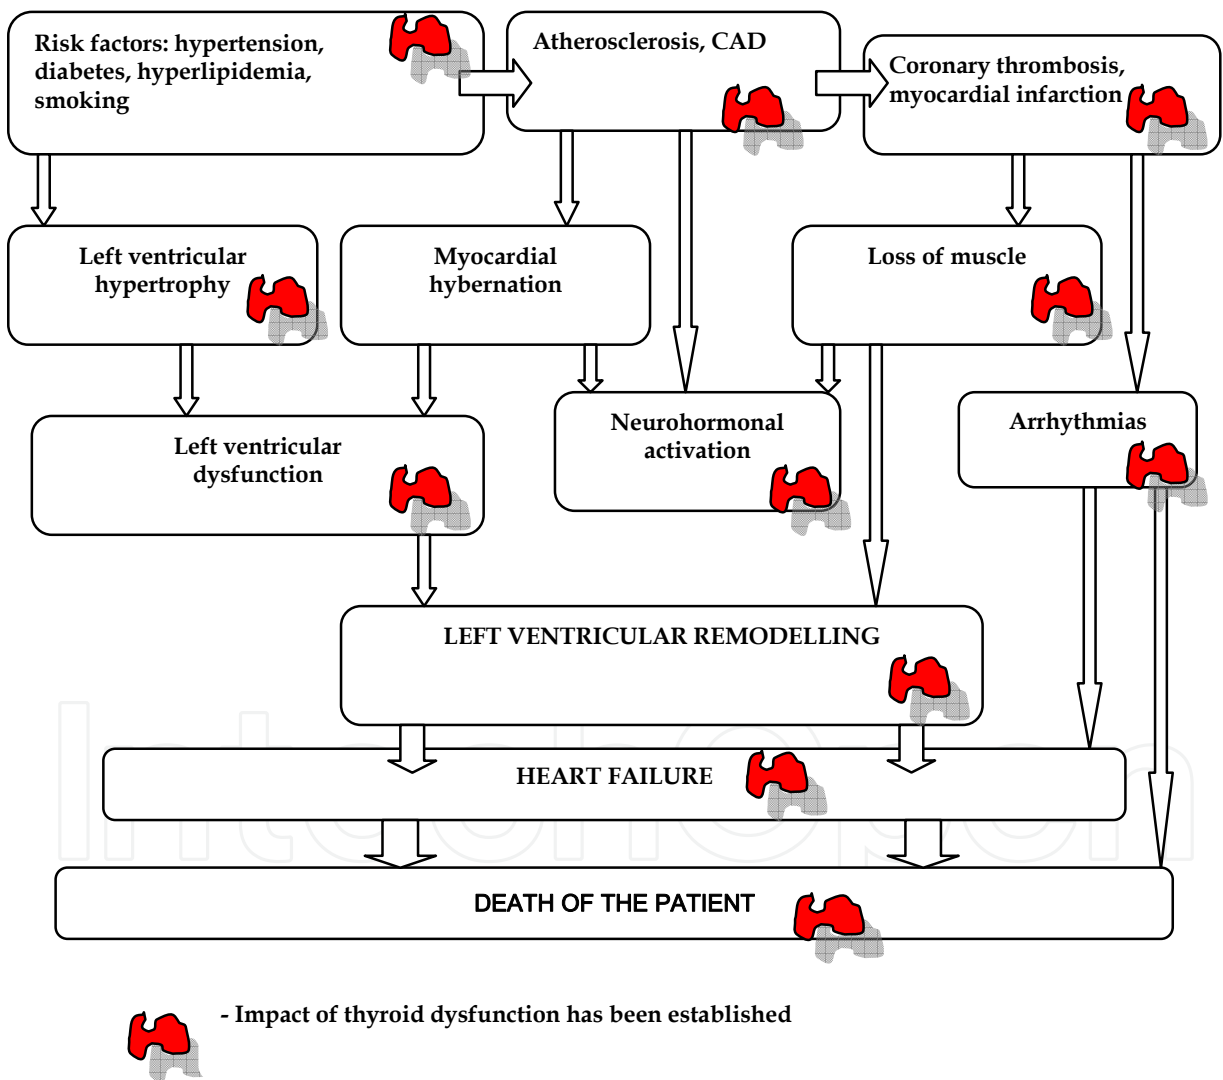 Risk factors: hypertension,
diabetes, hyperlipidemia,
smoking
Atherosclerosis, CAD
Coronary thrombosis,
myocardial infarction
Left ventricular
hypertrophy
Myocardial
hybernation
Loss of muscle
Left ventricular
dysfunction
Neurohormonal
activation
Arrhythmias
LEFT VENTRICULAR REMODELLING
HEART FAILURE
IntechOpen
DEATH OF THE PATIENT
- Impact of thyroid dysfunction has been established